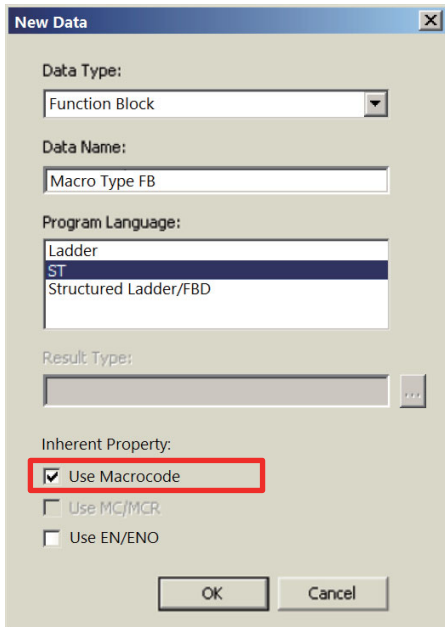 New Data
Data Type:
Function Block
Data Name:
Macro Type FB
Program Language:
Ladder
ST
Structured Ladder/FBD
Result Type:
...
Inherent Property:
Use Macrocode
Use MC/MCR
Use EN/ENO
OK Cancel